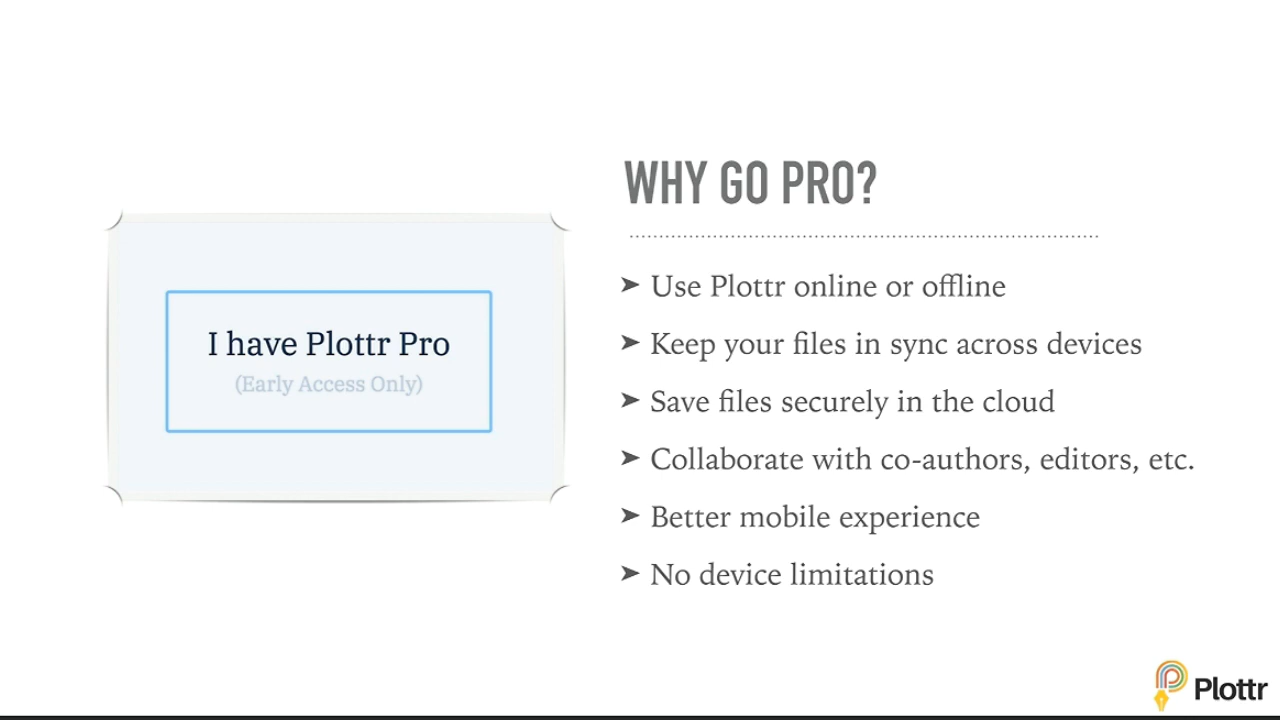 WHY GO PRO?
I have Plottr Pro
(Early Access Only)
➤ Use Plottr online or offline
➤ Keep your files in sync across devices
➤ Save files securely in the cloud
➤ Collaborate with co-authors, editors, etc.
➤ Better mobile experience
➤ No device limitations
Plottr